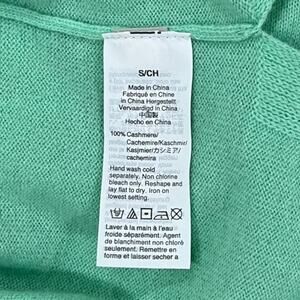 S/CH
Made in China
Fabriqué en Chine
in China Hergestellt
Vervaardigd in China
中国製
Hecho en China
100% Cashmere/
Cachemire/Kaschmir/
Kasjmier/カシミア/
cachemira
Hand wash cold
separately. Non chlorine
bleach only. Reshape and
lay flat to dry. Iron on
lowest setting.
Laver à la main à l'eau
froide séparément. Agent
de blanchiment non chloré
seulement. Remettre en
forme et laisser secher a